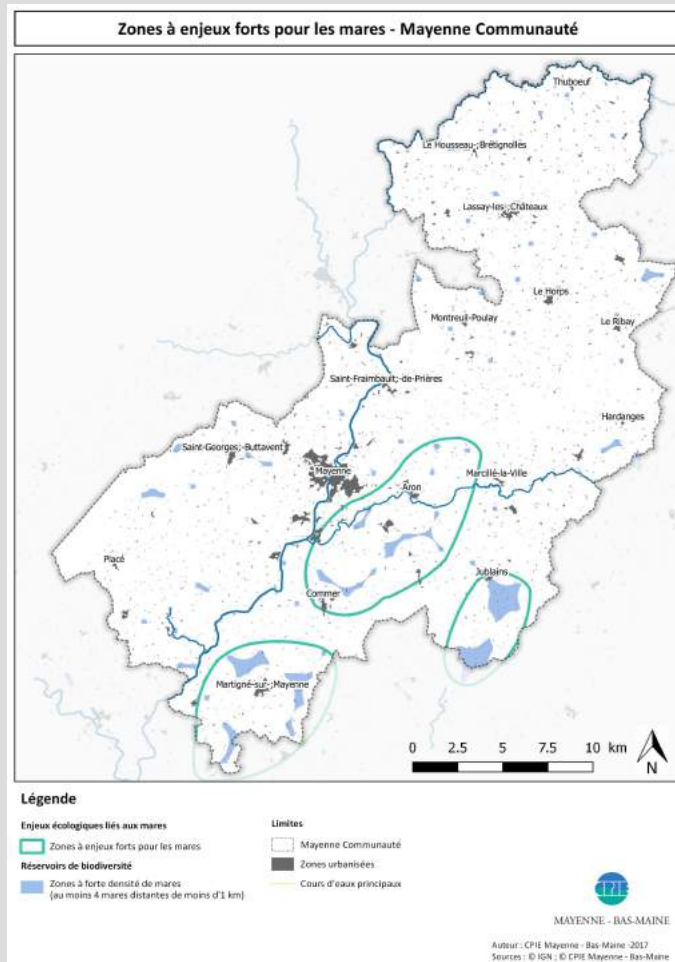 Zones à enjeux forts pour les mares - Mayenne Communauté
Thuboeuf
Le Housseau-;Brétignolles
Lassay-les-;Châteaux
Le Horps
Montreuil-Poulay
Le Ribay
Saint-Fraimbault;-de-Prières
Hardanges
Saint-Georges;-Buttavent
Mayenne
Aron
Marcillé-la-Ville
Placé
Jublains
Commer
Martigné-sur-;Mayenne
0 2.5 5 7.5 10 km
N
Légende
Enjeux écologiques liés aux mares
Zones à enjeux forts pour les mares
Réservoirs de biodiversité
Zones à forte densité de mares
(au moins 4 mares distantes de moins d'1 km)
Limites
Mayenne Communauté
Zones urbanisées
Cours d'eaux principaux
CPIE
MAYENNE - BAS-MAINE
Auteur : CPIE Mayenne - Bas-Maine -2017
Sources : © IGN ; © CPIE Mayenne - Bas-Maine